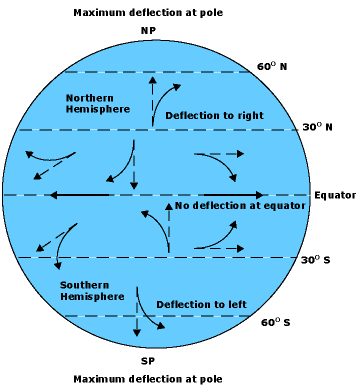 Maximum deflection at pole
NP
60° N
Northern
Hemisphere
Deflection to right
30° N
Equator
No deflection at equator
30° S
Southern
Hemisphere
Deflection to left
60° S
SP
Maximum deflection at pole